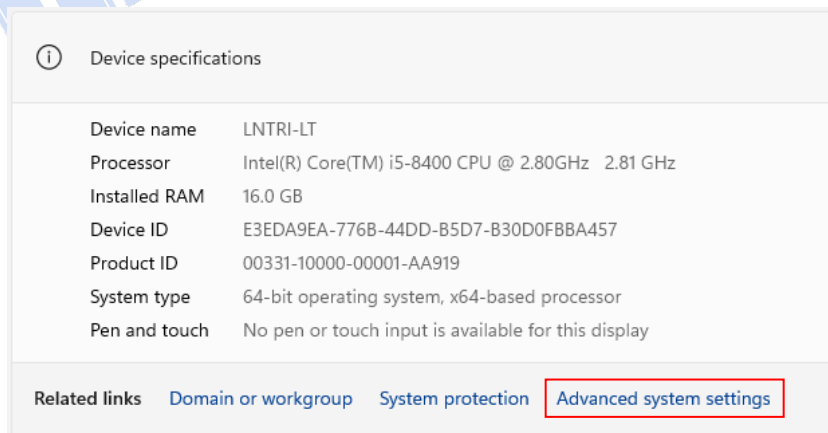 Device specifications
Device name LNTRI-LT
Processor Intel(R) Core(TM) i5-8400 CPU @ 2.80GHz 2.81 GHz
Installed RAM 16.0 GB
Device ID E3EDA9EA-776B-44DD-B5D7-B30D0FBBA457
Product ID 00331-10000-00001-AA919
System type 64-bit operating system, x64-based processor
Pen and touch No pen or touch input is available for this display
Related links Domain or workgroup System protection Advanced system settings